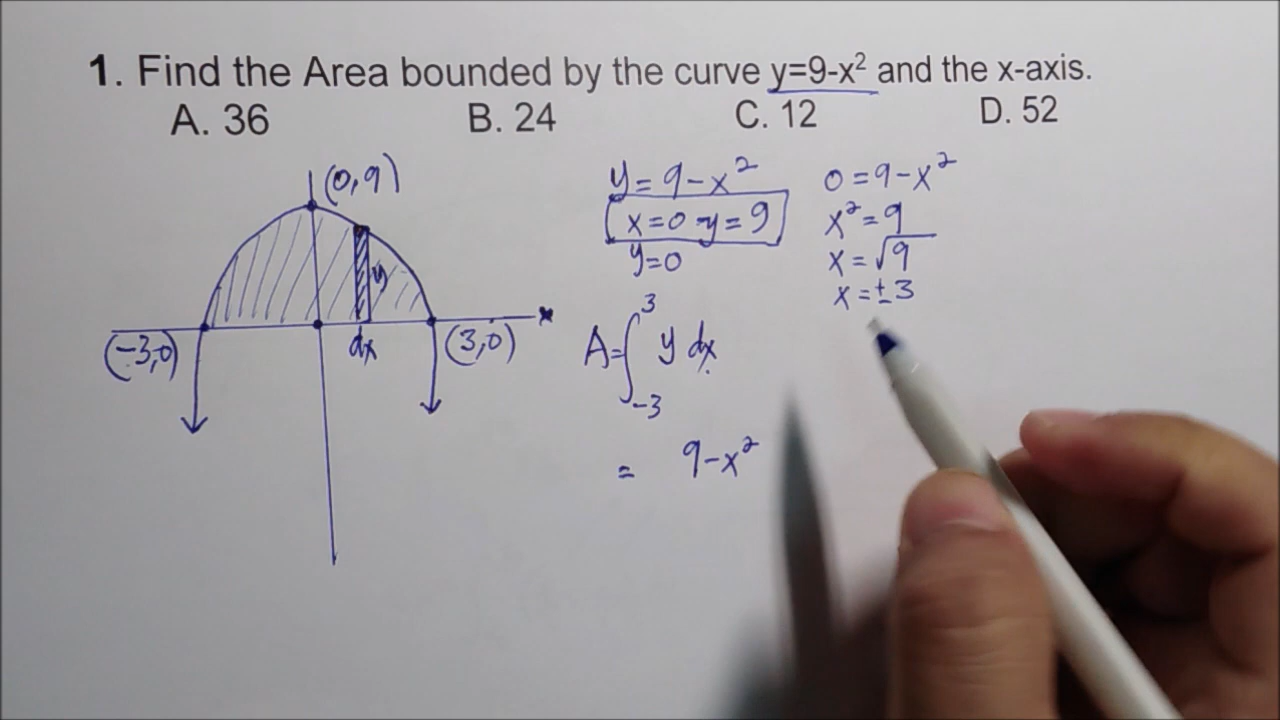 1. Find the Area bounded by the curve y=9-x² and the x-axis.
A. 36 B. 24 C. 12 D. 52
(0,9)
y
x
(-3,0)
dx
(3,0)
y=9-x²
x=0 y=9
y=0
A=∫₋₃³ y dx
= 9-x²
0=9-x²
x²=9
x=√9
x=±3